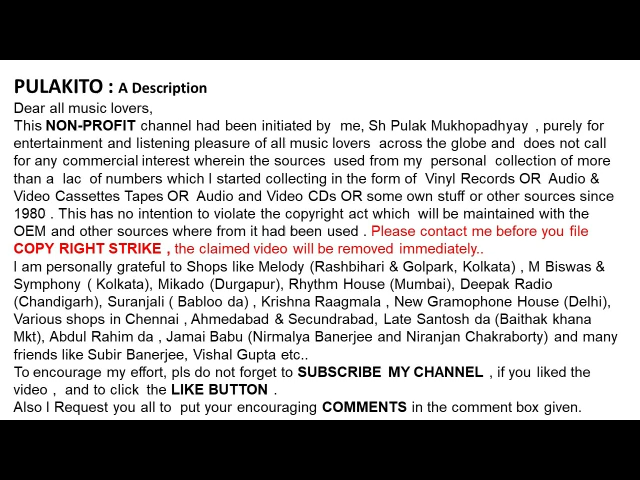 PULAKITO : A Description
Dear all music lovers,
This NON-PROFIT channel had been initiated by me, Sh Pulak Mukhopadhyay , purely for
entertainment and listening pleasure of all music lovers across the globe and does not call
for any commercial interest wherein the sources used from my personal collection of more
than a lac of numbers which I started collecting in the form of Vinyl Records OR Audio &
Video Cassettes Tapes OR Audio and Video CDs OR some own stuff or other sources since
1980 . This has no intention to violate the copyright act which will be maintained with the
OEM and other sources where from it had been used . Please contact me before you file
COPY RIGHT STRIKE , the claimed video will be removed immediately..
I am personally grateful to Shops like Melody (Rashbihari & Golpark, Kolkata) , M Biswas &
Symphony ( Kolkata), Mikado (Durgapur), Rhythm House (Mumbai), Deepak Radio
(Chandigarh), Suranjali ( Babloo da) , Krishna Raagmala , New Gramophone House (Delhi),
Various shops in Chennai , Ahmedabad & Secundrabad, Late Santosh da (Baithak khana
Mkt), Abdul Rahim da , Jamai Babu (Nirmalya Banerjee and Niranjan Chakraborty) and many
friends like Subir Banerjee, Vishal Gupta etc..
To encourage my effort, pls do not forget to SUBSCRIBE MY CHANNEL , if you liked the
video , and to click the LIKE BUTTON .
Also I Request you all to put your encouraging COMMENTS in the comment box given.